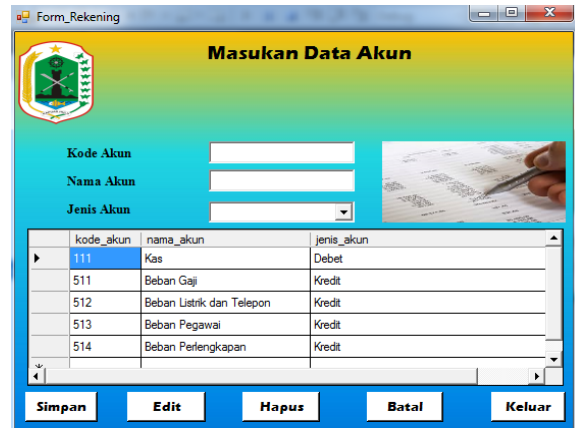 Form_Rekening
Masukan Data Akun
Kode Akun
Nama Akun
Jenis Akun
kode_akun nama_akun jenis_akun
111 Kas Debet
511 Beban Gaji Kredit
512 Beban Listrik dan Telepon Kredit
513 Beban Pegawai Kredit
514 Beban Perlengkapan Kredit
Simpan Edit Hapus Batal Keluar